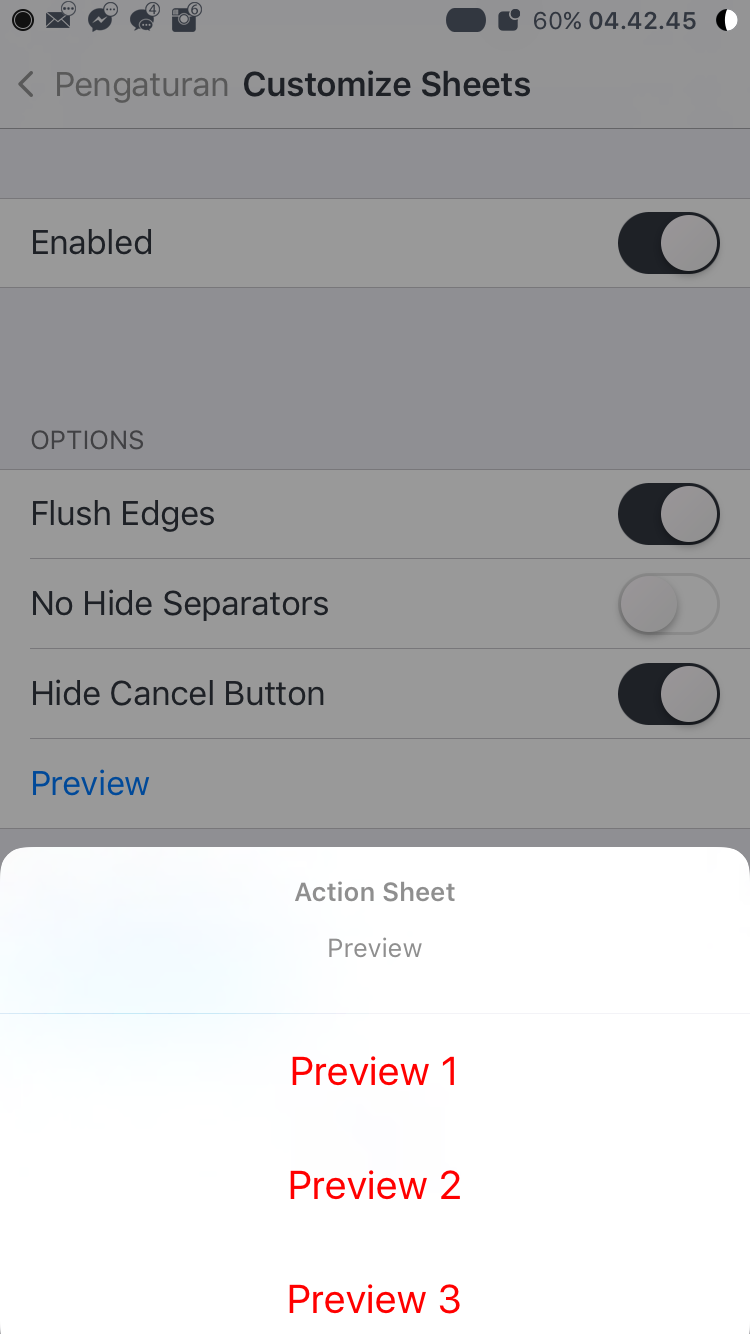 4 6 60% 04.42.45
Pengaturan Customize Sheets
Enabled
OPTIONS
Flush Edges
No Hide Separators
Hide Cancel Button
Preview
Action Sheet
Preview
Preview 1
Preview 2
Preview 3